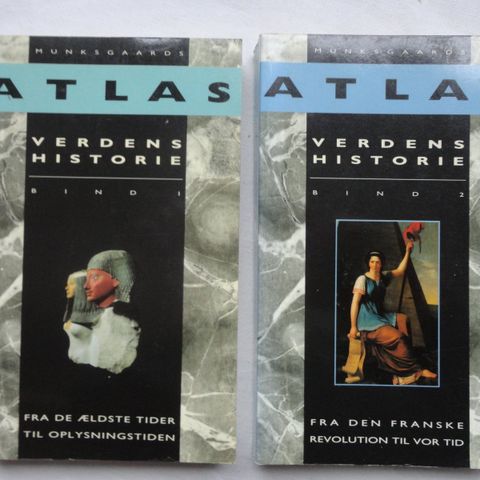 MUNKSGAARDS
ATLAS
VERDENS
HISTORIE
BIND 1
FRA DE ÆLDSTE TIDER
TIL OPLYSNINGSTIDEN
MUNKSGAARDS
ATLA
VERDENS
HISTORIE
BIND 2
FRA DEN FRANSKE
REVOLUTION TIL VOR TID